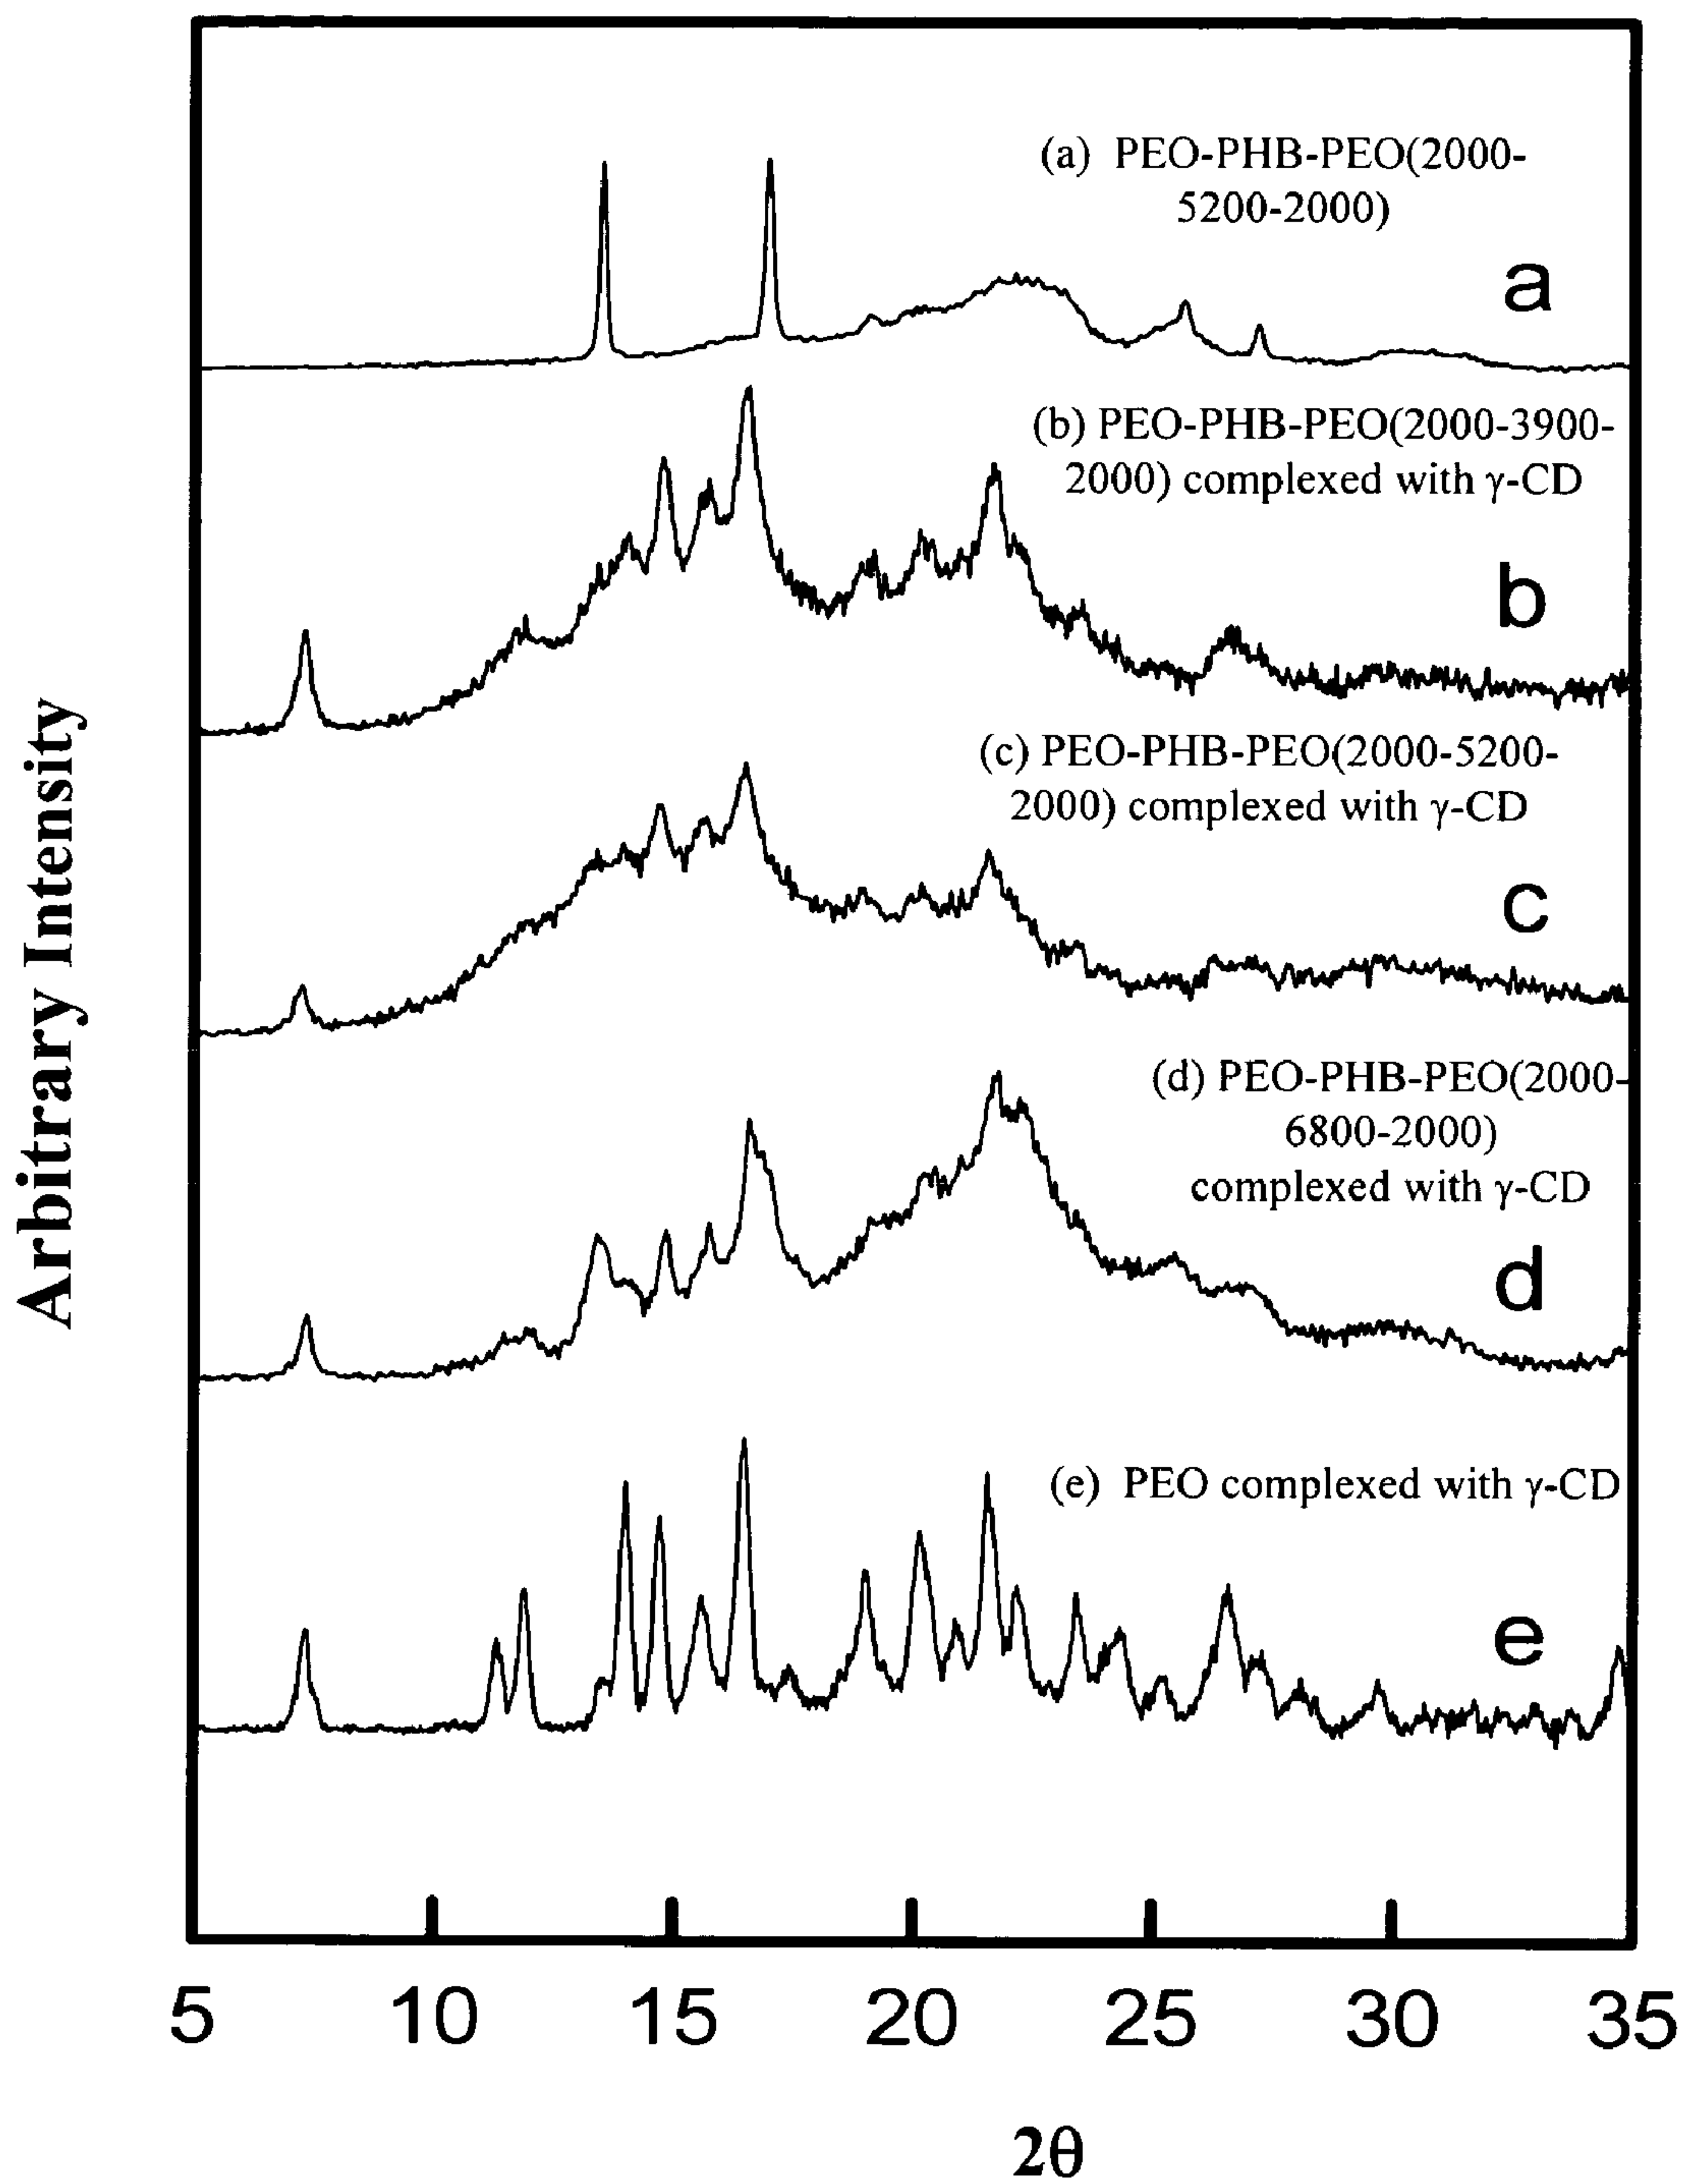 (a) PEO-PHB-PEO(2000-
5200-2000)
a
(b) PEO-PHB-PEO(2000-3900-
2000) complexed with γ-CD
b
(c) PEO-PHB-PEO(2000-5200-
2000) complexed with γ-CD
c
(d) PEO-PHB-PEO(2000-
6800-2000)
complexed with γ-CD
d
(e) PEO complexed with γ-CD
e
Arbitrary Intensity
5 10 15 20 25 30 35
2θ